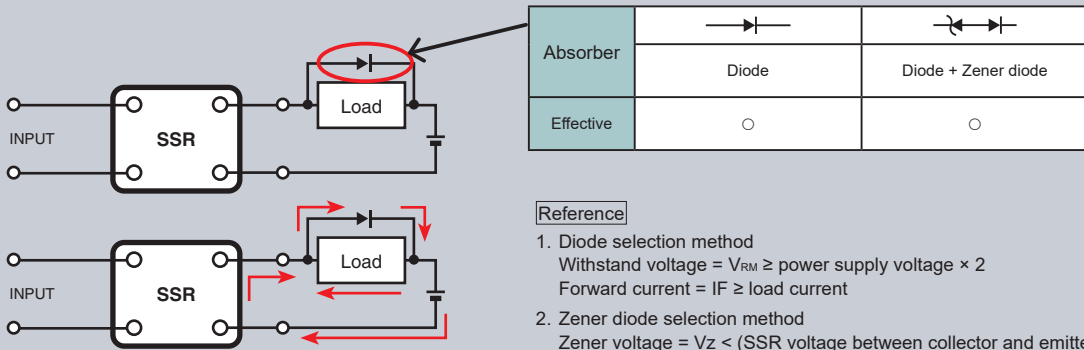 Absorber
Diode
Diode + Zener diode
Effective
○
○
Load
INPUT
SSR
Load
INPUT
SSR
Reference
1. Diode selection method
Withstand voltage = VRM ≥ power supply voltage × 2
Forward current = IF ≥ load current
2. Zener diode selection method
Zener voltage = Vz < (SSR voltage between collector and